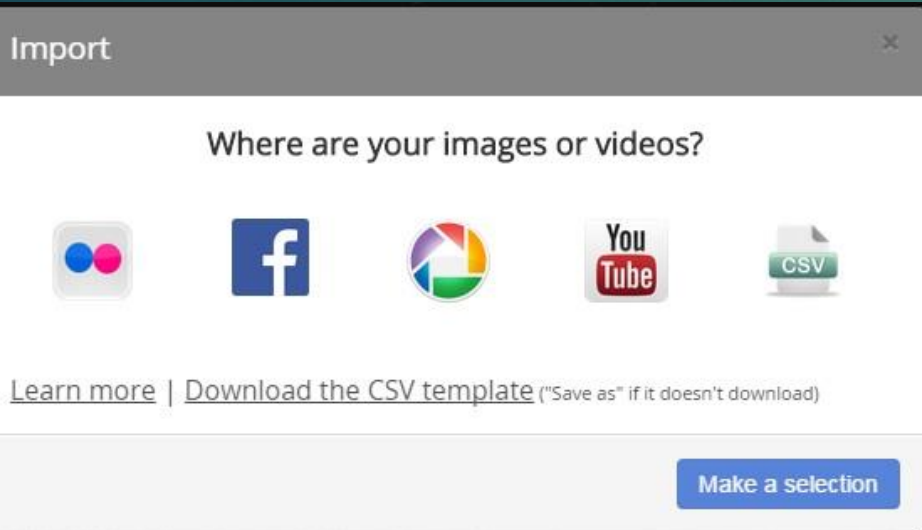 Import ×
Where are your images or videos?
f
You
Tube
CSV
Learn more | Download the CSV template ("Save as" if it doesn't download)
Make a selection